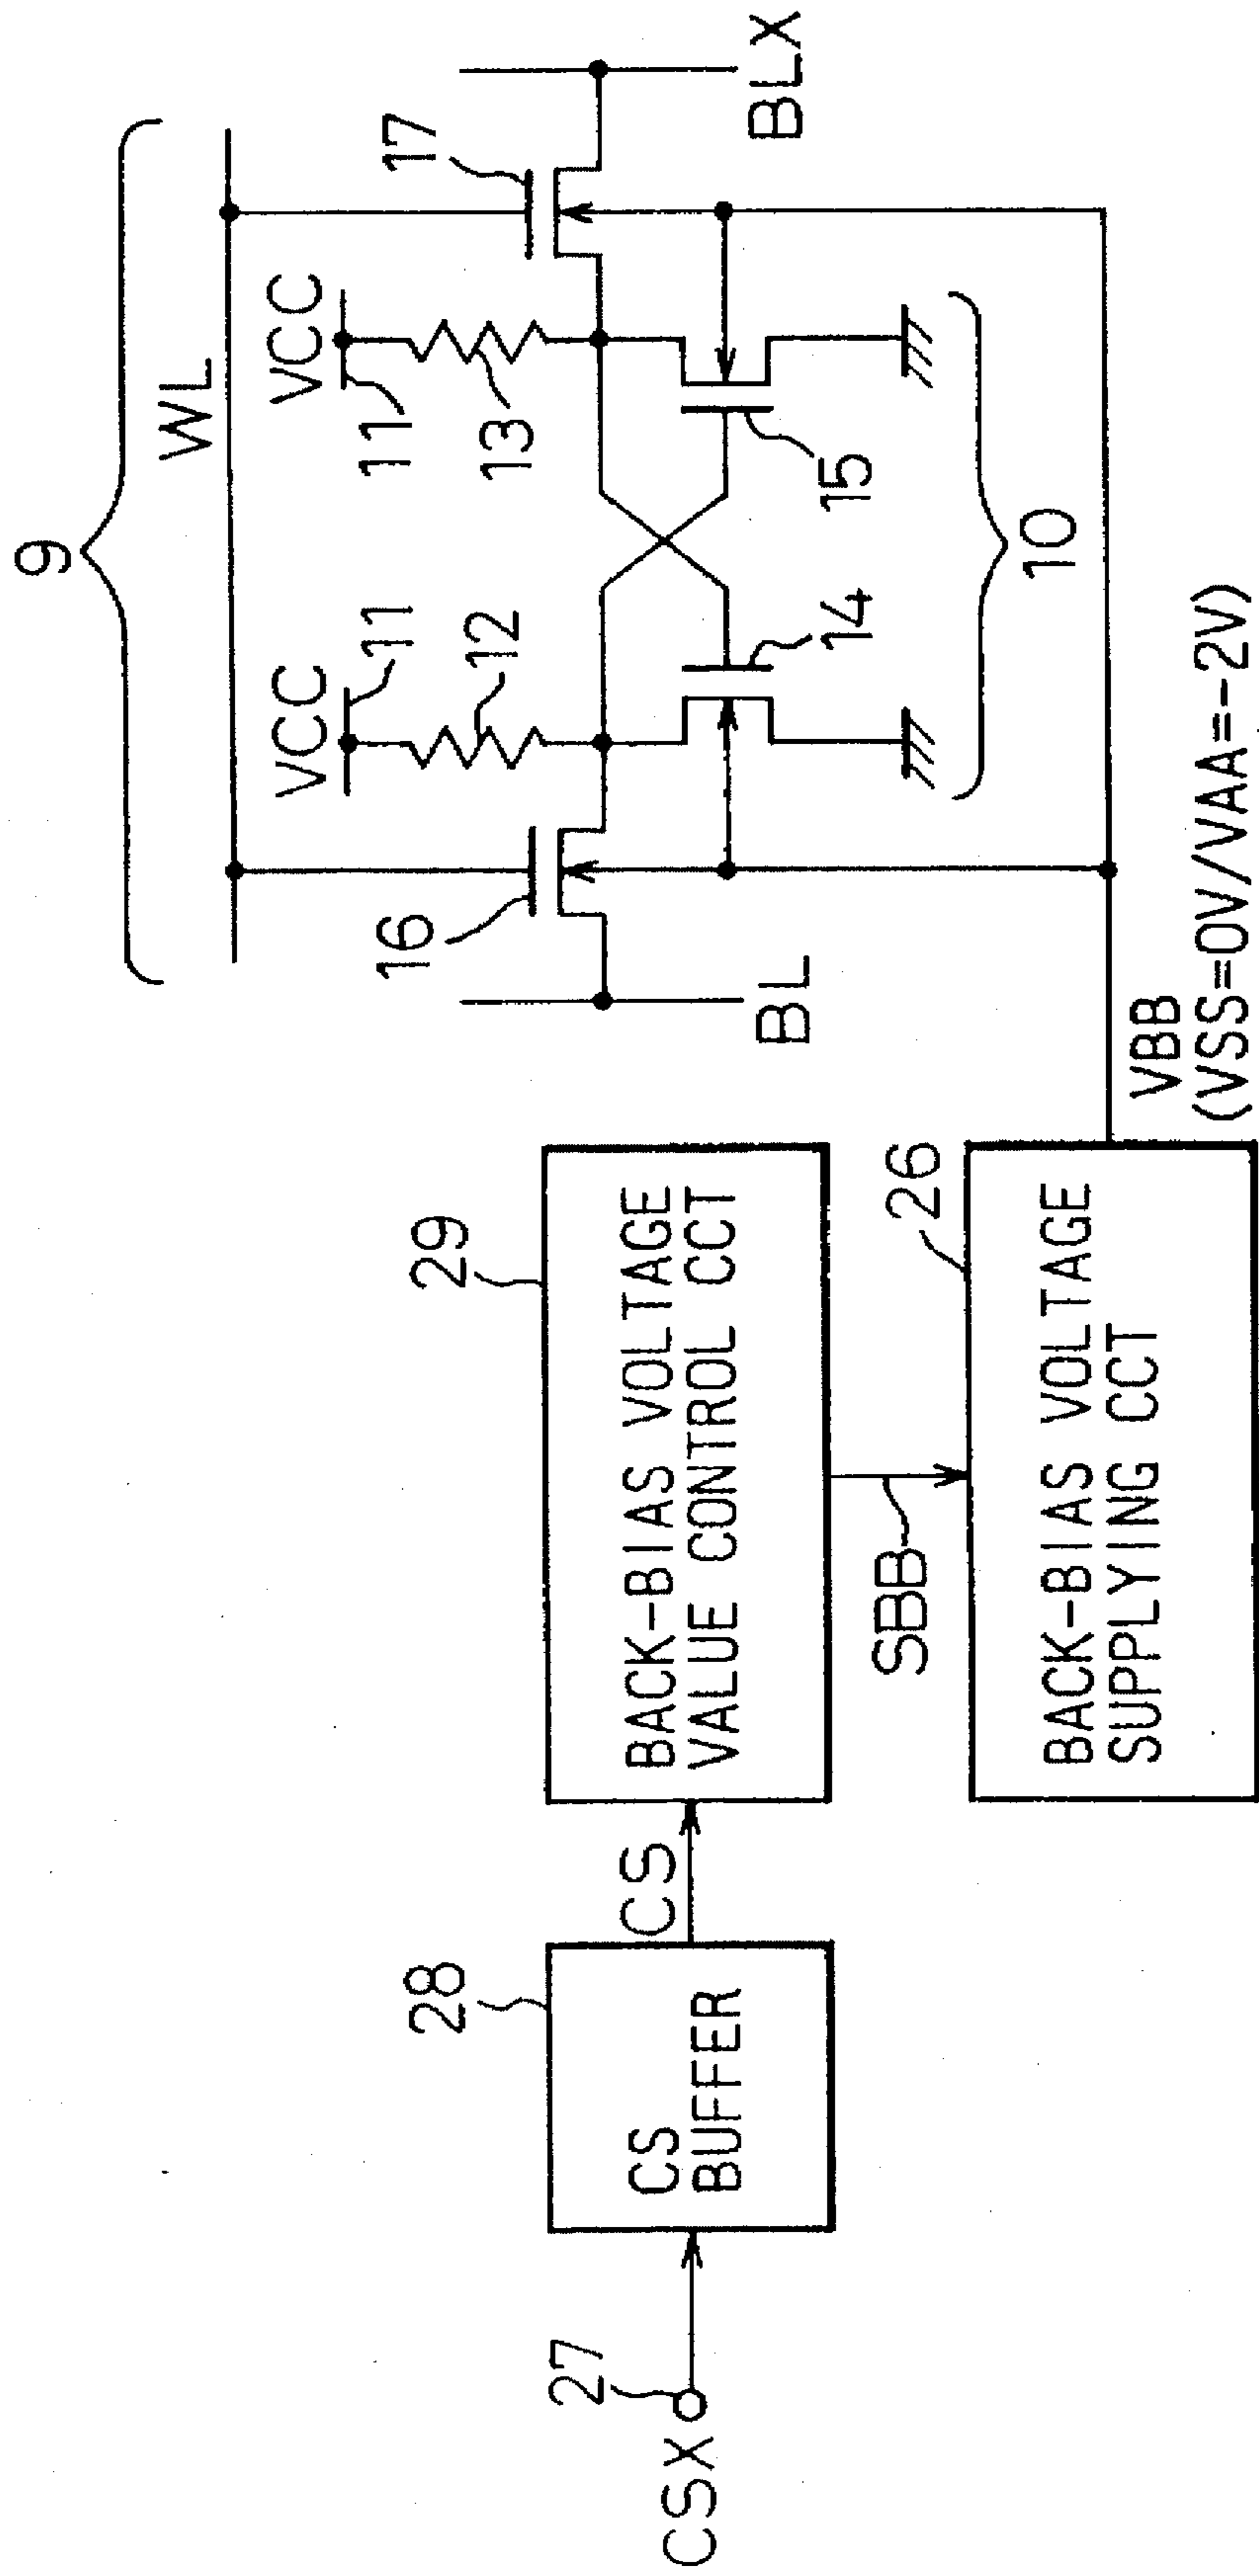 9
WL
VCC
11
12
VCC
11
13
16
17
14
15
10
BL
BLX
CSX
27
28
CS
BUFFER
CS
29
BACK-BIAS VOLTAGE
VALUE CONTROL CCT
SBB
26
BACK-BIAS VOLTAGE
SUPPLYING CCT
VBB
(VSS=0V/VAA=-2V)